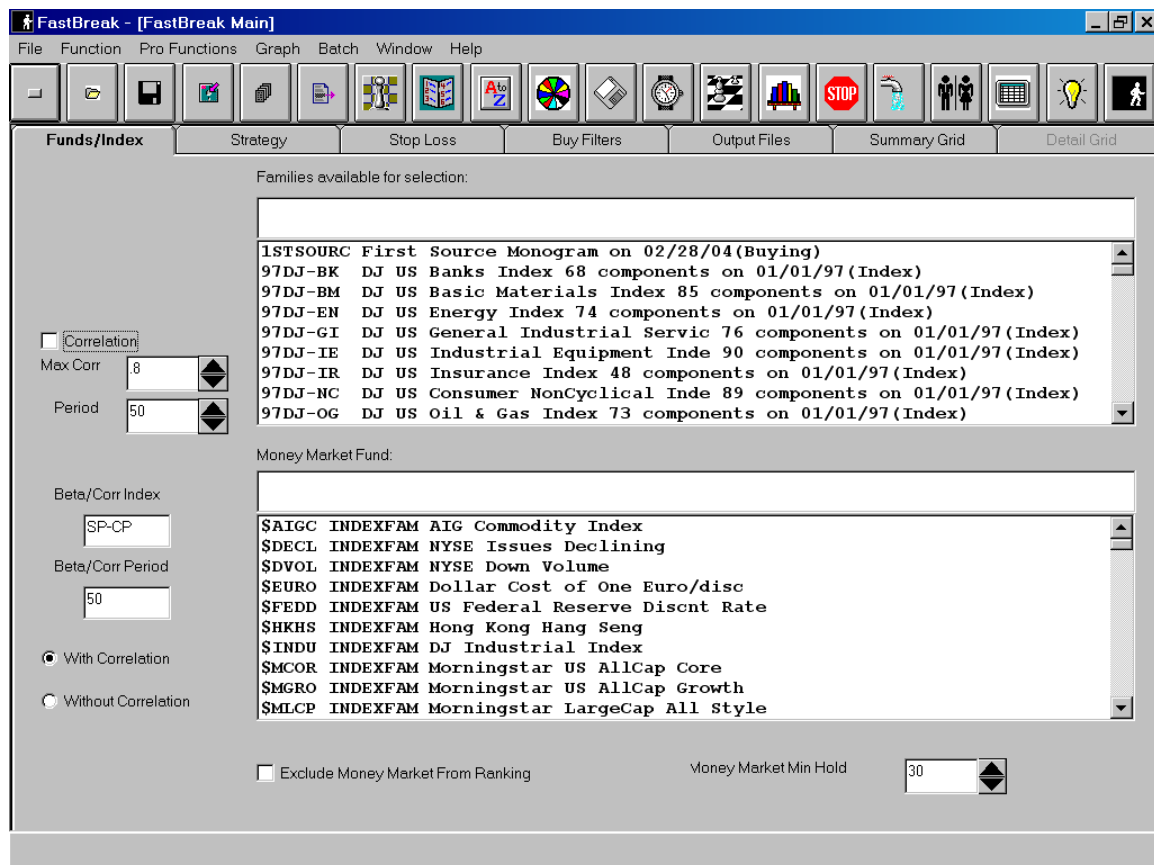 FastBreak - [FastBreak Main]
File Function Pro Functions Graph Batch Window Help
A to Z
STOP
Funds/Index Strategy Stop Loss Buy Filters Output Files Summary Grid Detail Grid
Families available for selection:
1STSOURC First Source Monogram on 02/28/04(Buying)
97DJ-BK DJ US Banks Index 68 components on 01/01/97(Index)
97DJ-BM DJ US Basic Materials Index 85 components on 01/01/97(Index)
97DJ-EN DJ US Energy Index 74 components on 01/01/97(Index)
97DJ-GI DJ US General Industrial Servic 76 components on 01/01/97(Index)
97DJ-IE DJ US Industrial Equipment Inde 90 components on 01/01/97(Index)
97DJ-IR DJ US Insurance Index 48 components on 01/01/97(Index)
97DJ-NC DJ US Consumer NonCyclical Inde 89 components on 01/01/97(Index)
97DJ-OG DJ US Oil & Gas Index 73 components on 01/01/97(Index)
Correlation
Max Corr .8
Period 50
Money Market Fund:
Beta/Corr Index
SP-CP
Beta/Corr Period
50
With Correlation
Without Correlation
$AIGC INDEXFAM AIG Commodity Index
$DECL INDEXFAM NYSE Issues Declining
$DVOL INDEXFAM NYSE Down Volume
$EURO INDEXFAM Dollar Cost of One Euro/disc
$FEDD INDEXFAM US Federal Reserve Discnt Rate
$HKHS INDEXFAM Hong Kong Hang Seng
$INDU INDEXFAM DJ Industrial Index
$MCOR INDEXFAM Morningstar US AllCap Core
$MGRO INDEXFAM Morningstar US AllCap Growth
$MLCP INDEXFAM Morningstar LargeCap All Style
Exclude Money Market From Ranking
Money Market Min Hold 30